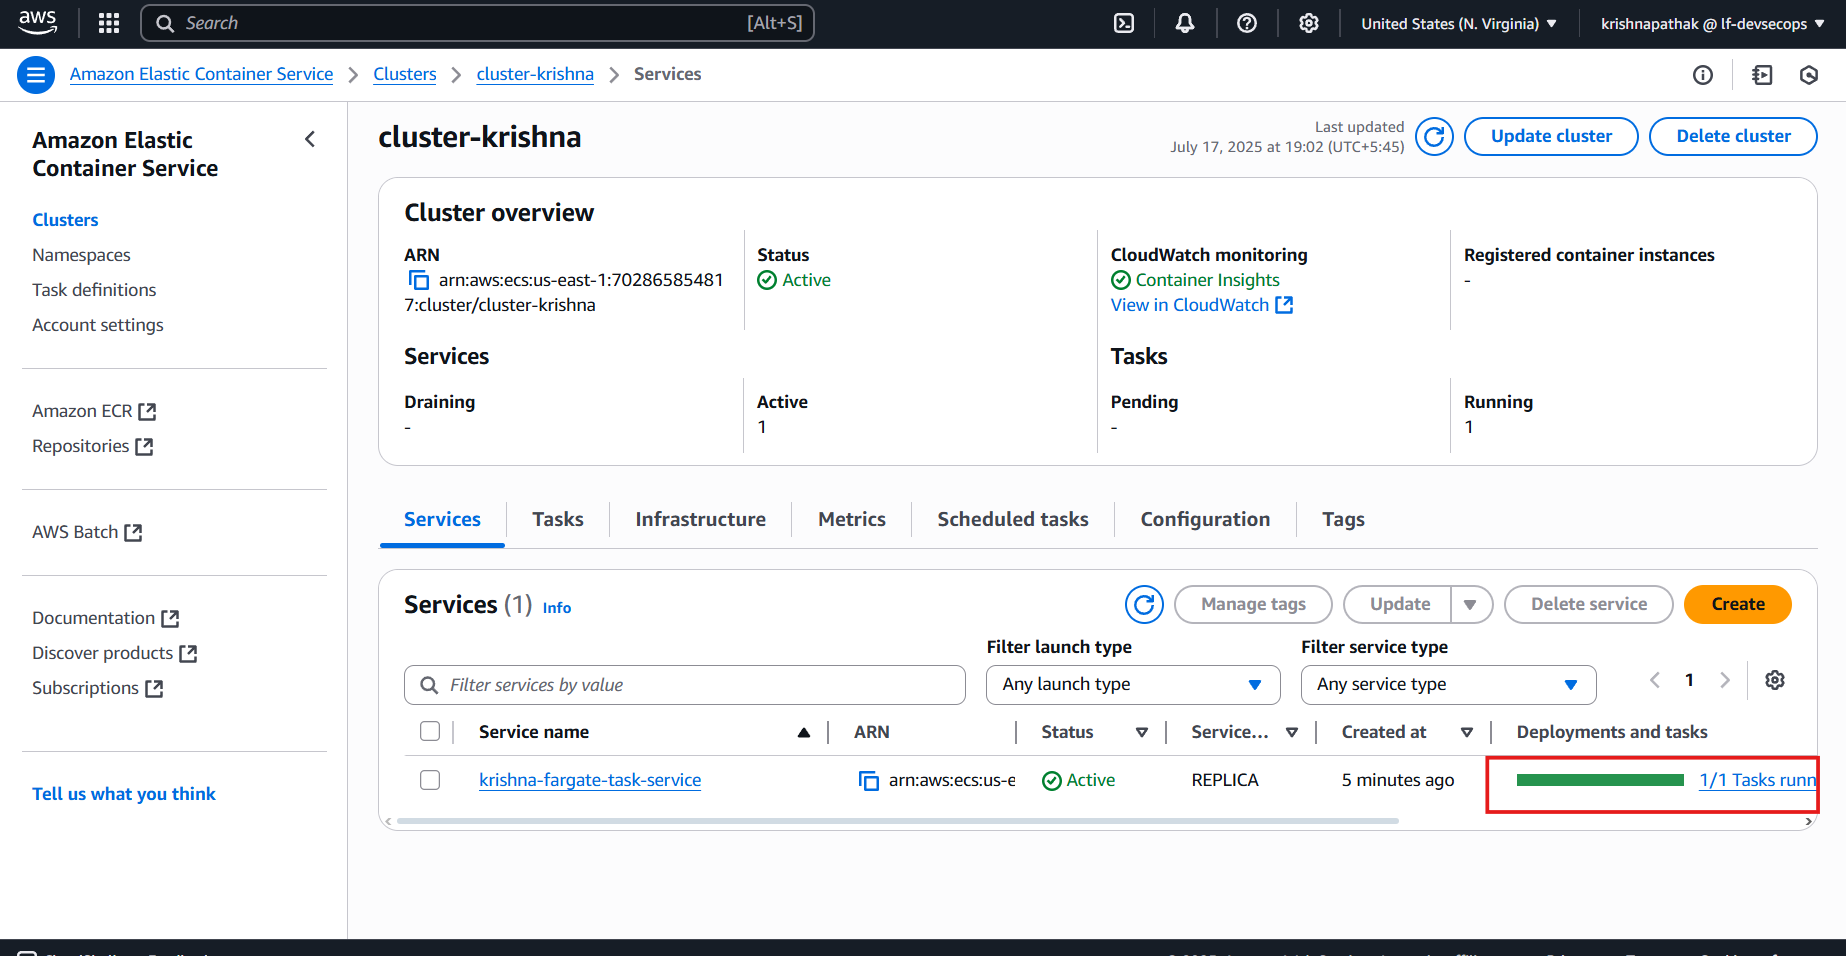 aws
Search [Alt+S]
United States (N. Virginia)
krishnapathak @ lf-devsecops
Amazon Elastic Container Service
Clusters
cluster-krishna
Services
Amazon Elastic
Container Service
Clusters
Namespaces
Task definitions
Account settings
Amazon ECR
Repositories
AWS Batch
Documentation
Discover products
Subscriptions
Tell us what you think
cluster-krishna
Last updated
July 17, 2025 at 19:02 (UTC+5:45)
Update cluster
Delete cluster
Cluster overview
ARN
arn:aws:ecs:us-east-1:70286585481
7:cluster/cluster-krishna
Status
Active
CloudWatch monitoring
Container Insights
View in CloudWatch
Registered container instances
-
Services
Tasks
Draining
-
Active
1
Pending
-
Running
1
Services
Tasks
Infrastructure
Metrics
Scheduled tasks
Configuration
Tags
Services (1) Info
Manage tags
Update
Delete service
Create
Filter launch type
Filter service type
Filter services by value
Any launch type
Any service type
1
Service name
ARN
Status
Service...
Created at
Deployments and tasks
krishna-fargate-task-service
arn:aws:ecs:us-e
Active
REPLICA
5 minutes ago
1/1 Tasks runn